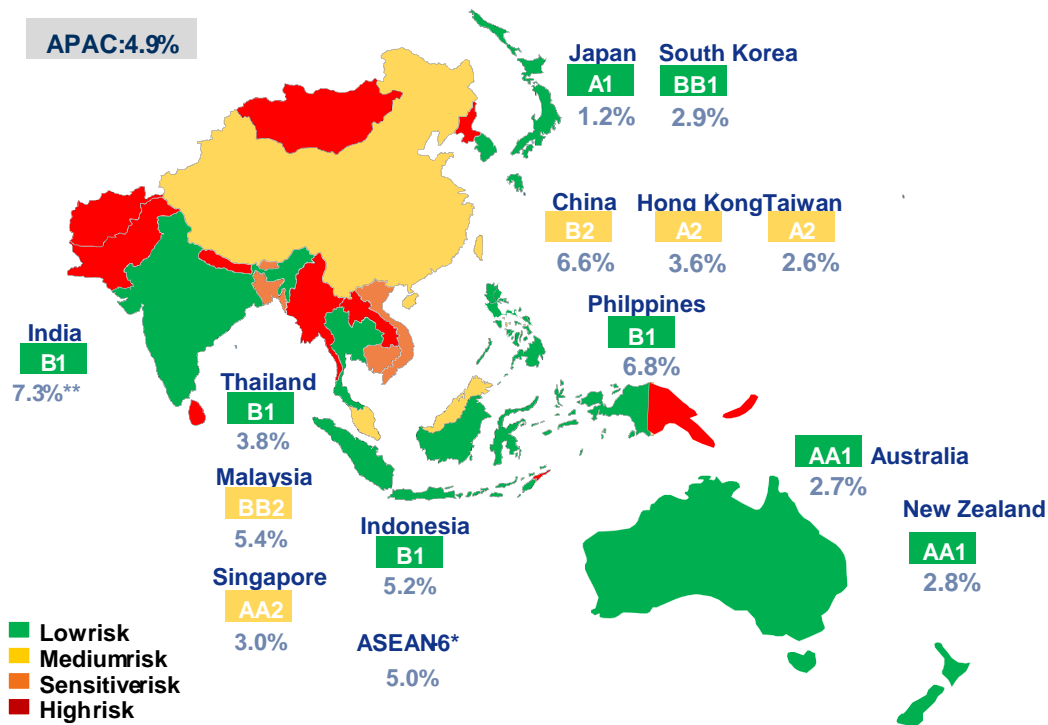 APAC:4.9%
Japan
A1
1.2%
South Korea
BB1
2.9%
China
B2
6.6%
Hong Kong
A2
3.6%
Taiwan
A2
2.6%
Philppines
B1
6.8%
India
B1
7.3%**
Thailand
B1
3.8%
Malaysia
BB2
5.4%
Singapore
AA2
3.0%
Indonesia
B1
5.2%
ASEAN-6*
5.0%
AA1 Australia
2.7%
New Zealand
AA1
2.8%
Lowrisk
Mediumrisk
Sensitiverisk
Highrisk